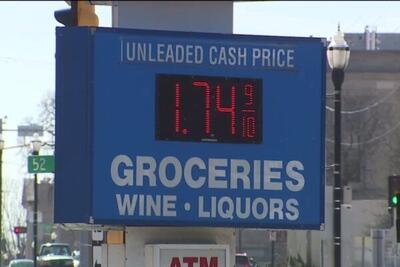 UNLEADED CASH PRICE
1.74 9/10
GROCERIES
WINE • LIQUORS
ATM
52